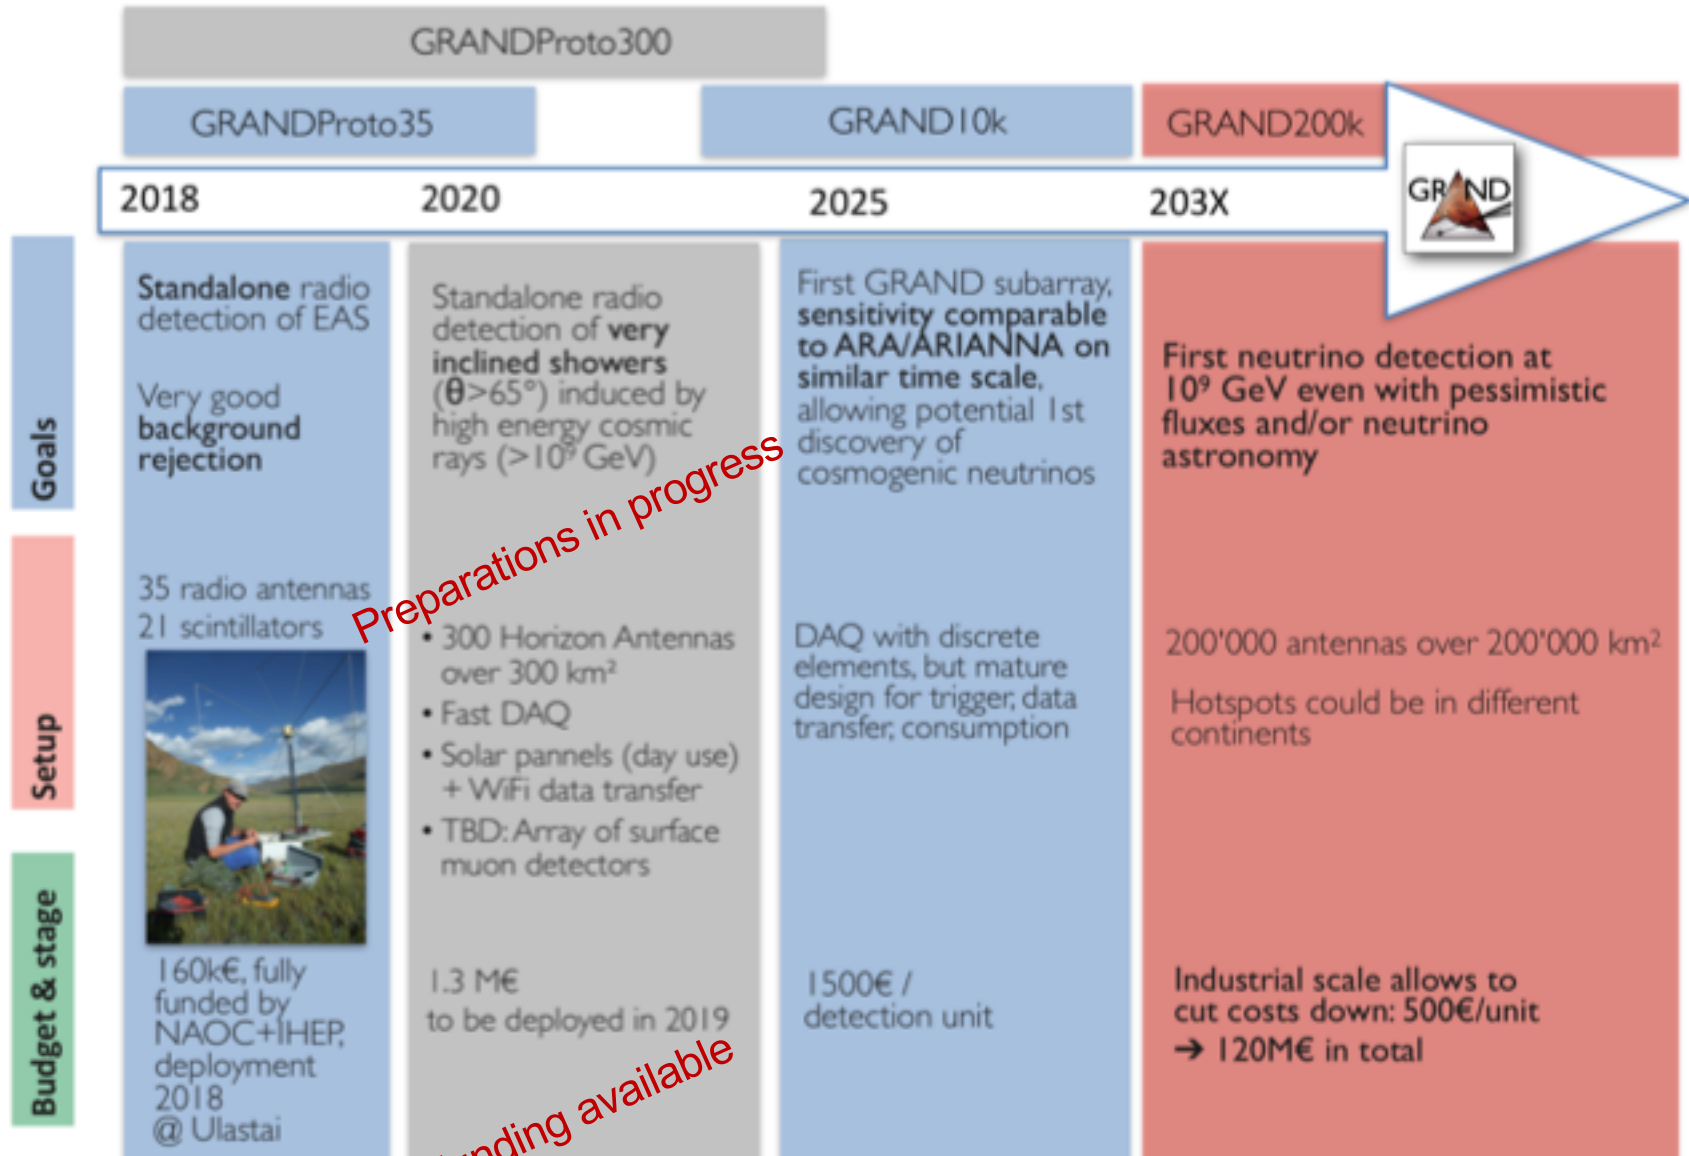 GRANDProto300
GRANDProto35
GRAND10k
GRAND200k
2018
2020
2025
203X
GRAND
Goals
Standalone radio
detection of EAS
Very good
background
rejection
Standalone radio
detection of very
inclined showers
(θ>65°) induced by
high energy cosmic
rays (>10⁹ GeV)
First GRAND subarray,
sensitivity comparable
to ARA/ARIANNA on
similar time scale,
allowing potential 1st
discovery of
cosmogenic neutrinos
First neutrino detection at
10⁹ GeV even with pessimistic
fluxes and/or neutrino
astronomy
Preparations in progress
Setup
35 radio antennas
21 scintillators
• 300 Horizon Antennas
over 300 km²
• Fast DAQ
• Solar pannels (day use)
+ WiFi data transfer
• TBD: Array of surface
muon detectors
DAQ with discrete
elements, but mature
design for trigger, data
transfer, consumption
200'000 antennas over 200'000 km²
Hotspots could be in different
continents
Budget & stage
160k€, fully
funded by
NAOC+IHEP,
deployment
2018
@ Ulastai
1.3 M€
to be deployed in 2019
1500€ /
detection unit
Industrial scale allows to
cut costs down: 500€/unit
➔ 120M€ in total
available